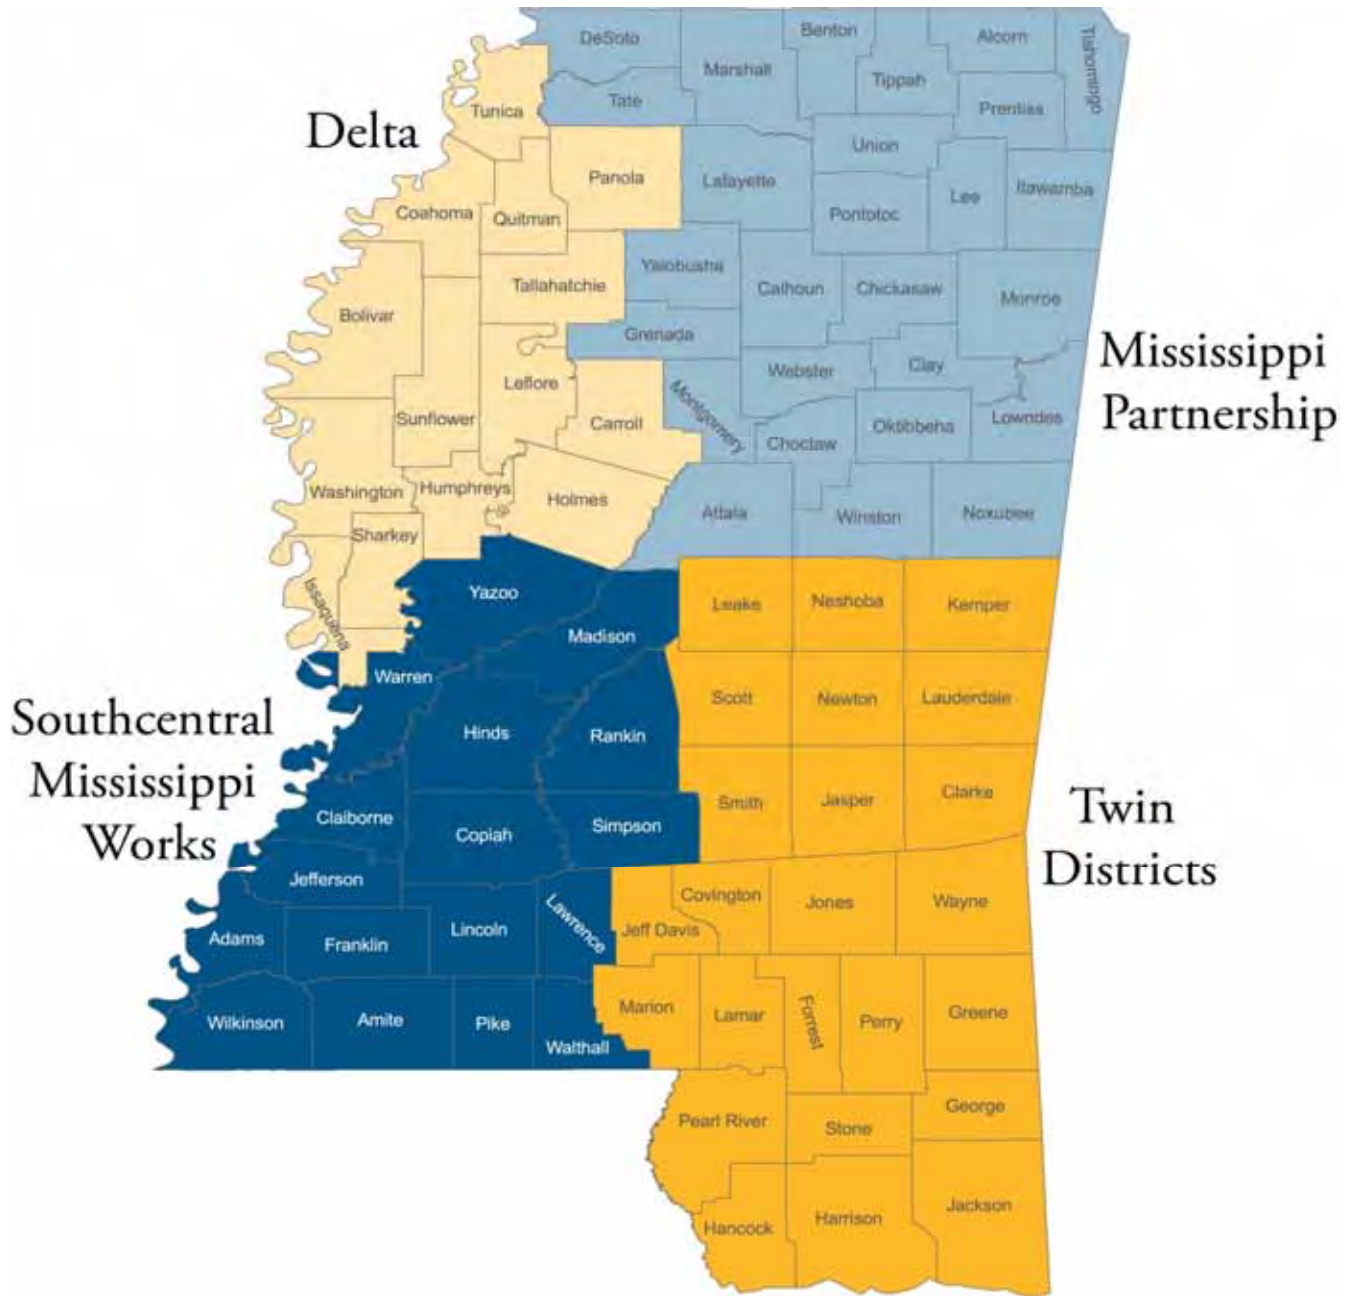 DeSoto
Benton
Alcorn
Tishomingo
Marshall
Tippah
Tate
Prentiss
Tunica
Delta
Union
Panola
Lafayette
Itawamba
Lee
Coahoma
Quitman
Pontotoc
Yalobusha
Tallahatchie
Calhoun
Chickasaw
Monroe
Bolivar
Grenada
Mississippi
Partnership
Webster
Clay
Leflore
Montgomery
Sunflower
Carroll
Choctaw
Oktibbeha
Lowndes
Washington
Humphreys
Holmes
Attala
Winston
Noxubee
Sharkey
Issaquena
Yazoo
Leake
Neshoba
Kemper
Madison
Warren
Scott
Newton
Lauderdale
Southcentral
Mississippi
Works
Hinds
Rankin
Smith
Jasper
Clarke
Claiborne
Copiah
Simpson
Twin
Districts
Jefferson
Covington
Jones
Wayne
Lawrence
Jeff Davis
Adams
Franklin
Lincoln
Marion
Lamar
Forrest
Perry
Greene
Wilkinson
Amite
Pike
Walthall
Pearl River
Stone
George
Hancock
Harrison
Jackson